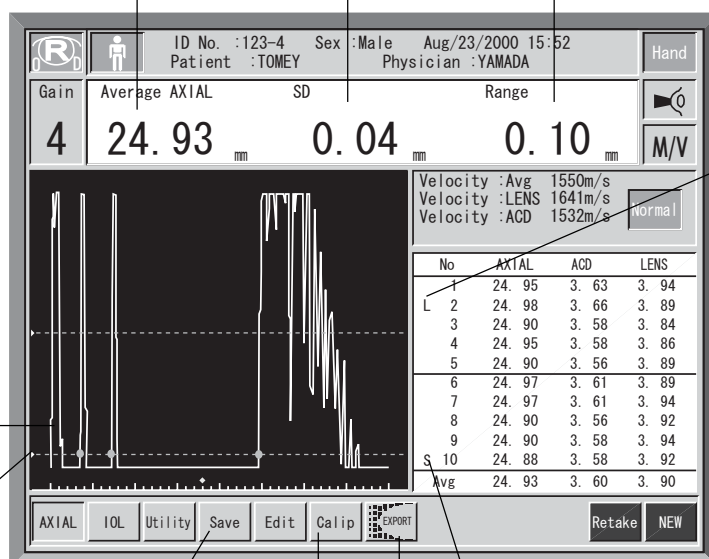 ID No. :123-4 Sex :Male Aug/23/2000 15:52
R
O D
Patient :TOMEY Physician :YAMADA
Hand
Gain
Average AXIAL SD Range
4
24.93 mm 0.04 mm 0.10 mm
M/V
Velocity :Avg 1550m/s
Velocity :LENS 1641m/s
Velocity :ACD 1532m/s
Normal
No AXIAL ACD LENS
1 24.95 3.63 3.94
L 2 24.98 3.66 3.89
3 24.90 3.58 3.84
4 24.95 3.58 3.86
5 24.90 3.56 3.89
6 24.97 3.61 3.89
7 24.97 3.61 3.94
8 24.90 3.56 3.92
9 24.90 3.58 3.94
S 10 24.88 3.58 3.92
Avg 24.93 3.60 3.90
AXIAL IOL Utility Save Edit Calip EXPORT Retake NEW